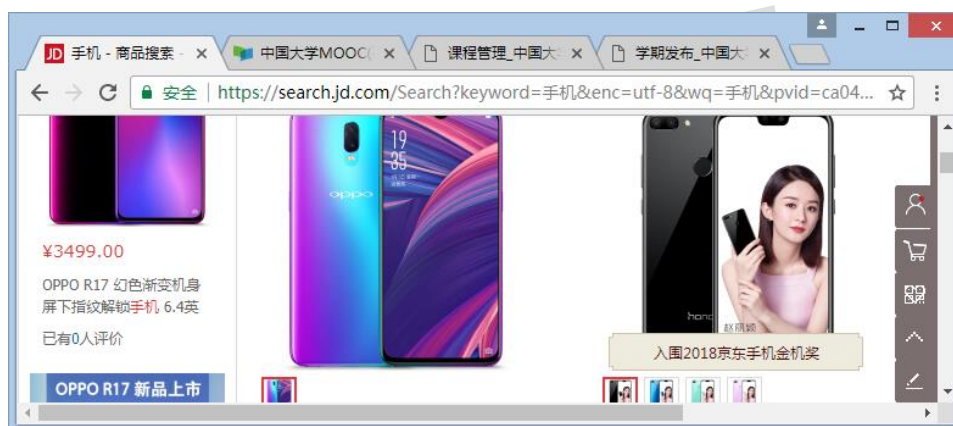 JD 手机 - 商品搜索 -
中国大学MOOC(
课程管理_中国大
学期发布_中国大
安全 | https://search.jd.com/Search?keyword=手机&enc=utf-8&wq=手机&pvid=ca04...
¥3499.00
OPPO R17 幻色渐变机身
屏下指纹解锁手机 6.4英
已有0人评价
OPPO R17 新品上市
19
35
oppo
honor
赵丽颖
入围2018京东手机金机奖